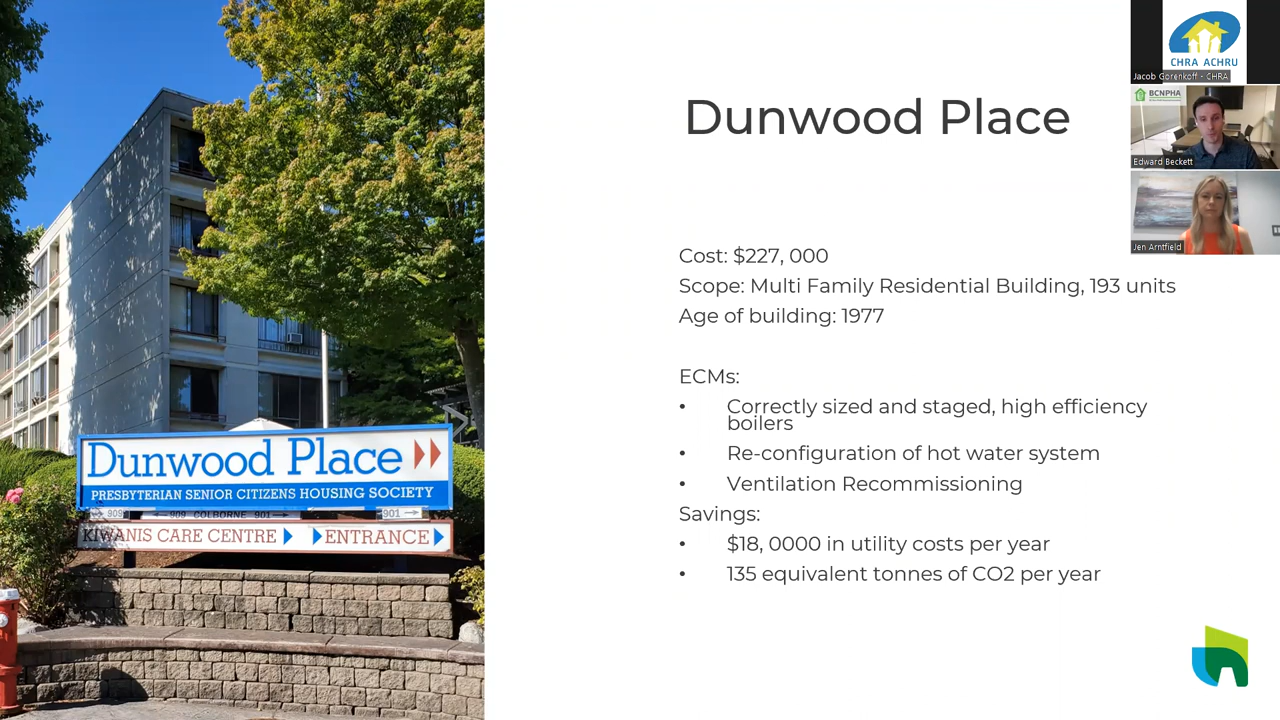 Dunwood Place
Cost: $227, 000
Scope: Multi Family Residential Building, 193 units
Age of building: 1977
ECMs:
• Correctly sized and staged, high efficiency
boilers
• Re-configuration of hot water system
• Ventilation Recommissioning
Savings:
• $18, 0000 in utility costs per year
• 135 equivalent tonnes of CO2 per year
Dunwood Place
PRESBYTERIAN SENIOR CITIZENS HOUSING SOCIETY
909 ← 909 COLBORNE 901 → 901 →
KIWANIS CARE CENTRE ENTRANCE
CHRA ACHRU
Jacob Gorenkoff - CHRA
BCNPHA
Edward Beckett
Jen Arntfield